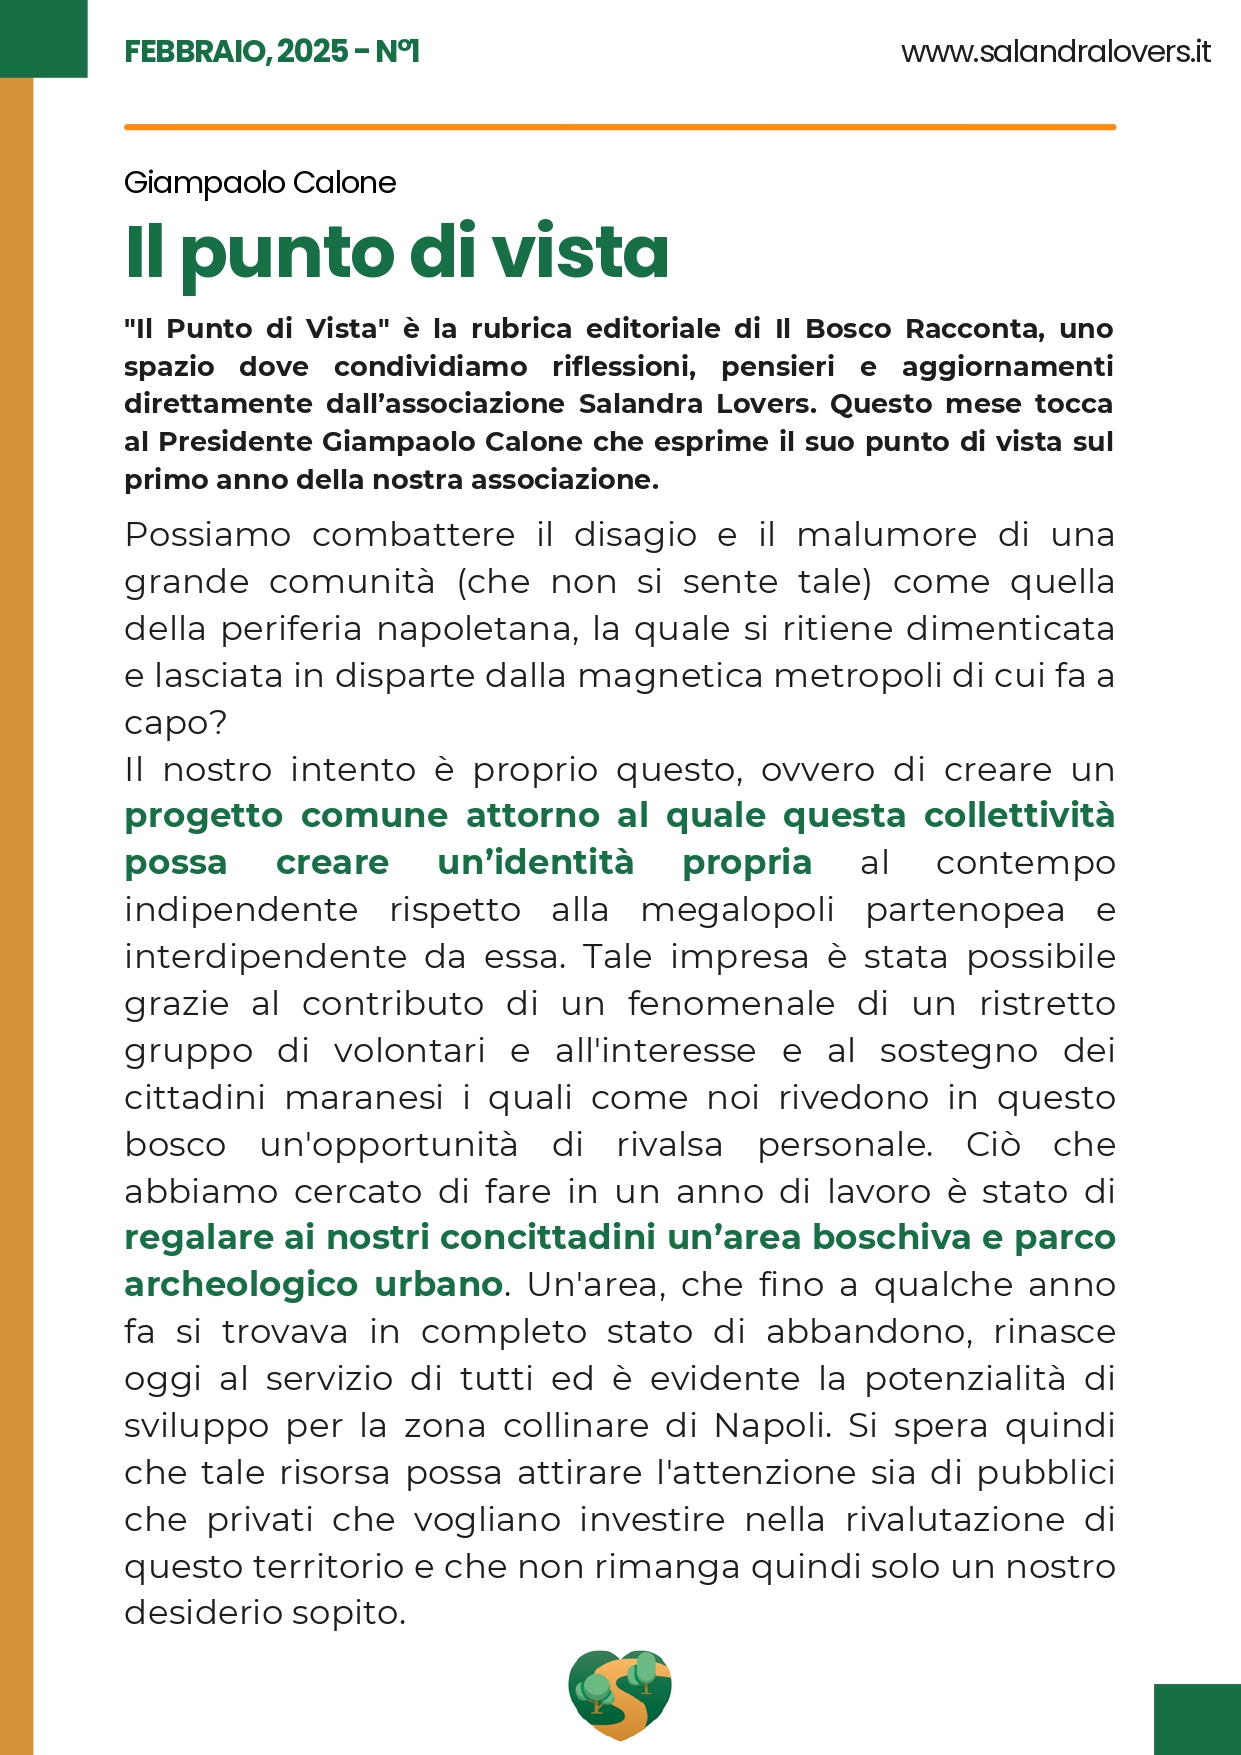 FEBBRAIO, 2025 – N°1
www.salandralovers.it
Giampaolo Calone
Il punto di vista
"Il Punto di Vista" è la rubrica editoriale di Il Bosco Racconta, uno
spazio dove condividiamo riflessioni, pensieri e aggiornamenti
direttamente dall’associazione Salandra Lovers. Questo mese tocca
al Presidente Giampaolo Calone che esprime il suo punto di vista sul
primo anno della nostra associazione.
Possiamo combattere il disagio e il malumore di una
grande comunità (che non si sente tale) come quella
della periferia napoletana, la quale si ritiene dimenticata
e lasciata in disparte dalla magnetica metropoli di cui fa a
capo?
Il nostro intento è proprio questo, ovvero di creare un
progetto comune attorno al quale questa collettività
possa creare un’identità propria al contempo
indipendente rispetto alla megalopoli partenopea e
interdipendente da essa. Tale impresa è stata possibile
grazie al contributo di un fenomenale di un ristretto
gruppo di volontari e all'interesse e al sostegno dei
cittadini maranesi i quali come noi rivedono in questo
bosco un'opportunità di rivalsa personale. Ciò che
abbiamo cercato di fare in un anno di lavoro è stato di
regalare ai nostri concittadini un’area boschiva e parco
archeologico urbano. Un'area, che fino a qualche anno
fa si trovava in completo stato di abbandono, rinasce
oggi al servizio di tutti ed è evidente la potenzialità di
sviluppo per la zona collinare di Napoli. Si spera quindi
che tale risorsa possa attirare l'attenzione sia di pubblici
che privati che vogliano investire nella rivalutazione di
questo territorio e che non rimanga quindi solo un nostro
desiderio sopito.